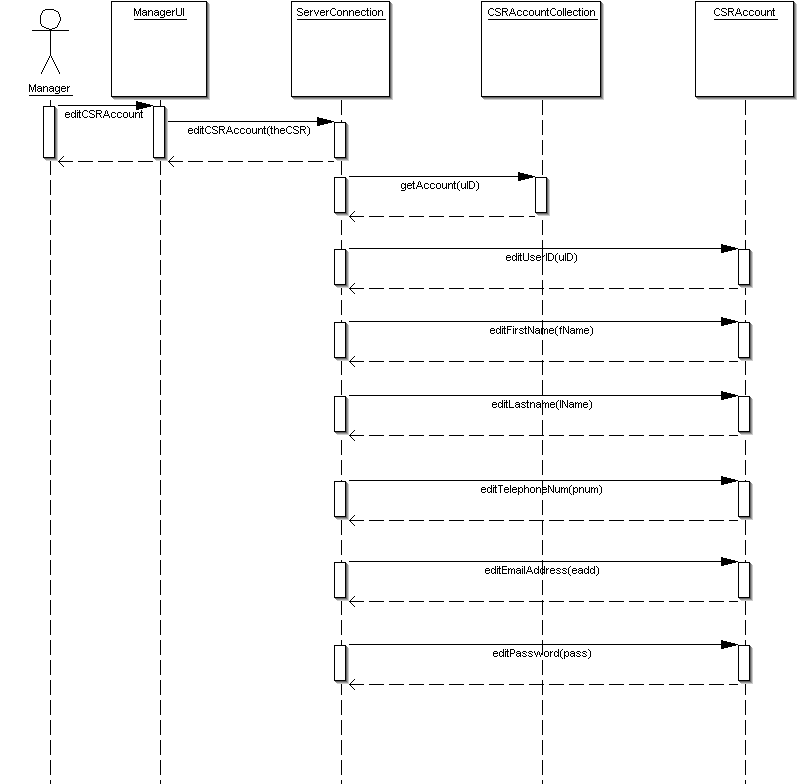 ManagerUI
ServerConnection
CSRAccountCollection
CSRAccount
Manager
editCSRAccount
editCSRAccount(theCSR)
getAccount(uID)
editUserID(uID)
editFirstName(fName)
editLastname(lName)
editTelephoneNum(pnum)
editEmailAddress(eadd)
editPassword(pass)